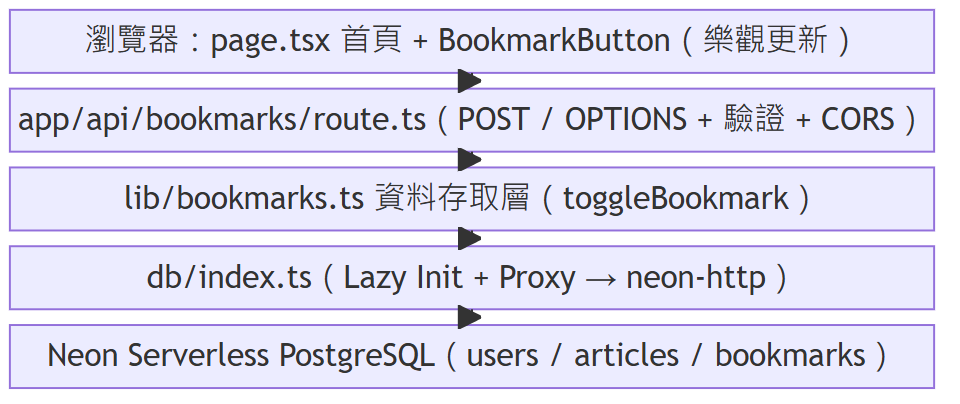 瀏覽器：page.tsx 首頁 + BookmarkButton（樂觀更新）
app/api/bookmarks/route.ts（POST / OPTIONS + 驗證 + CORS）
lib/bookmarks.ts 資料存取層（toggleBookmark）
db/index.ts（Lazy Init + Proxy → neon-http）
Neon Serverless PostgreSQL（users / articles / bookmarks）